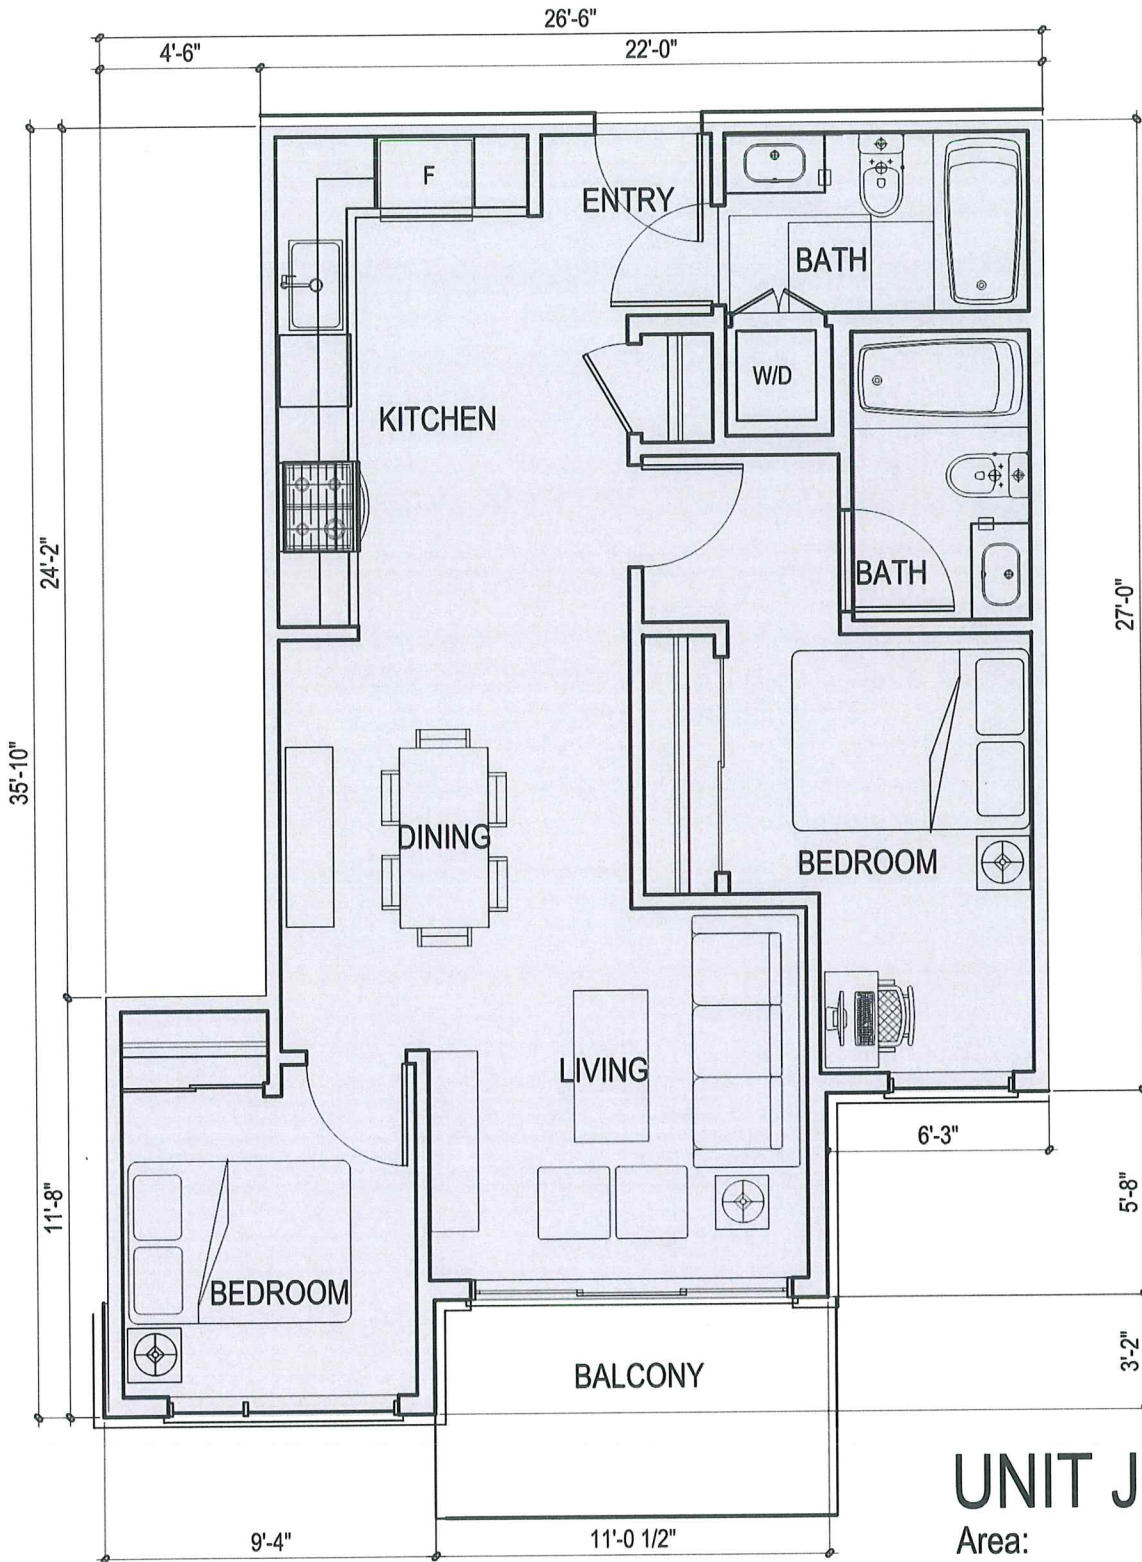 26'-6"
4'-6"
22'-0"
F
ENTRY
BATH
W/D
KITCHEN
24'-2"
BATH
27'-0"
35'-10"
DINING
BEDROOM
LIVING
6'-3"
11'-8"
5'-8"
BEDROOM
3'-2"
BALCONY
UNIT J
Area:
9'-4"
11'-0 1/2"